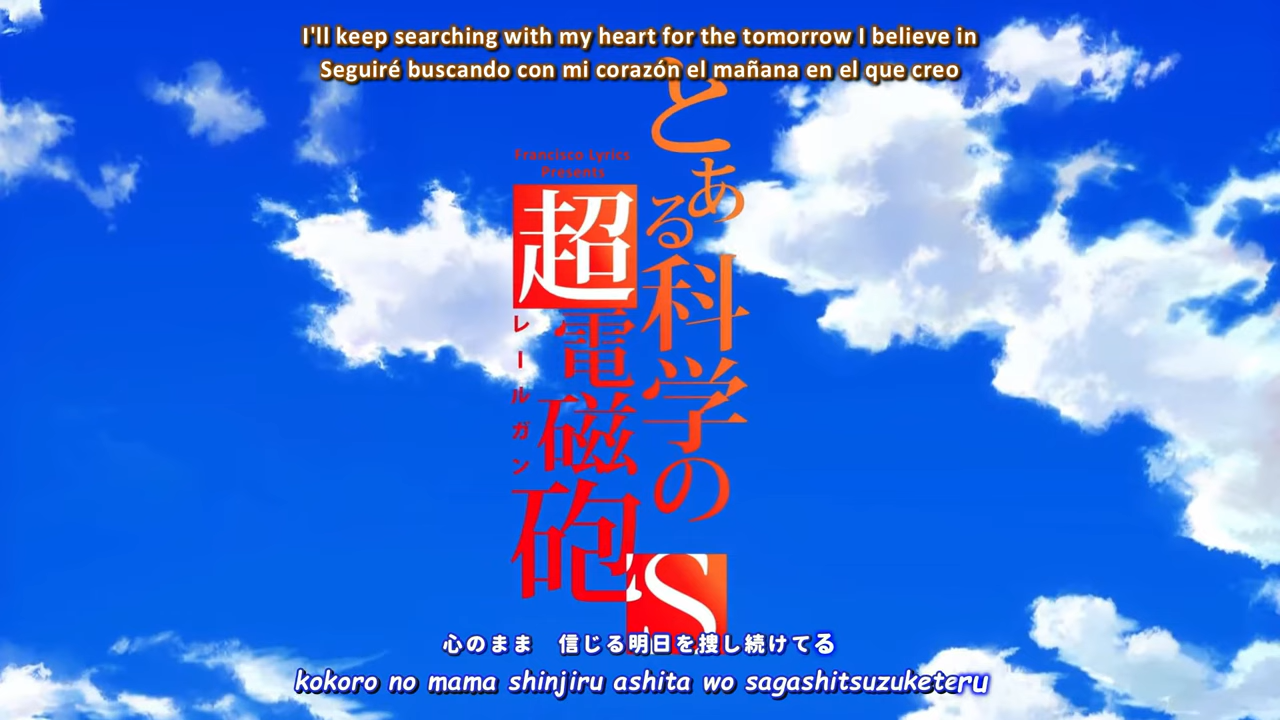 I'll keep searching with my heart for the tomorrow I believe in
Seguiré buscando con mi corazón el mañana en el que creo
とある科学の
Francisco Lyrics
Presents
超電磁砲
レールガン
S
心のまま　信じる明日を捜し続けてる
kokoro no mama shinjiru ashita wo sagashitsuzuketeru